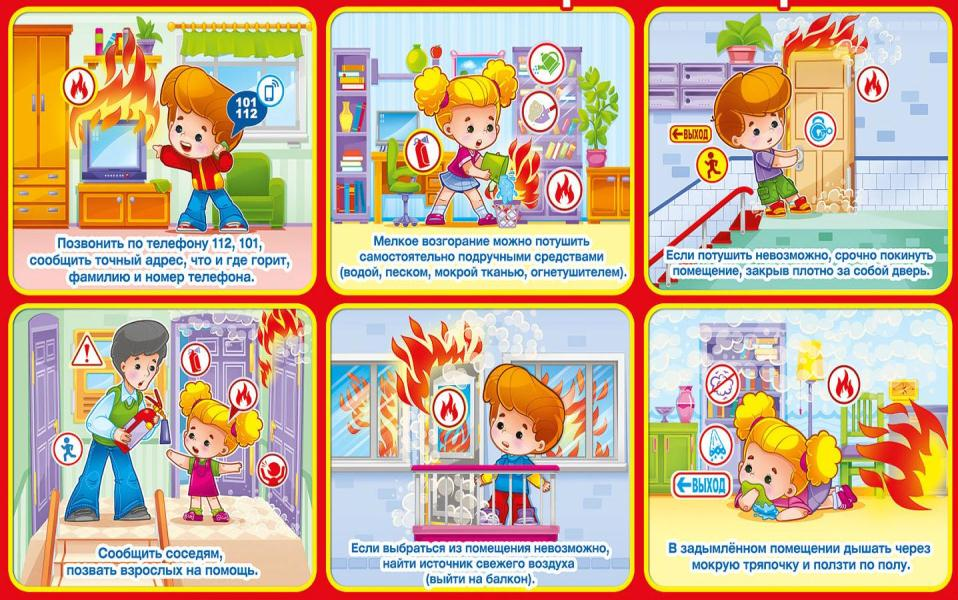 101
112
Позвонить по телефону 112, 101,
сообщить точный адрес, что и где горит,
фамилию и номер телефона.
Мелкое возгорание можно потушить
самостоятельно подручными средствами
(водой, песком, мокрой тканью, огнетушителем).
ВЫХОД
Если потушить невозможно, срочно покинуть
помещение, закрыв плотно за собой дверь.
Сообщить соседям,
позвать взрослых на помощь.
Если выбраться из помещения невозможно,
найти источник свежего воздуха
(выйти на балкон).
ВЫХОД
В задымлённом помещении дышать через
мокрую тряпочку и ползти по полу.